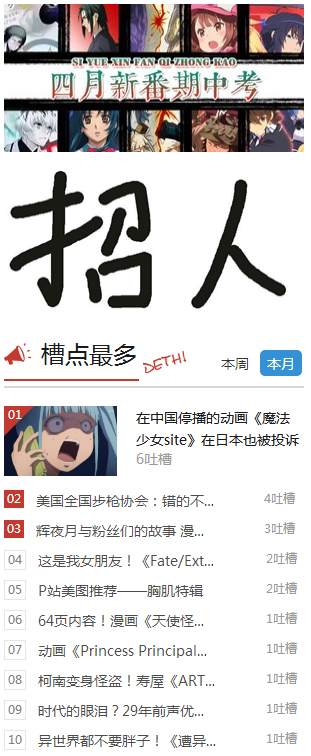 SI YUE XIN FAN QI ZHONG KAO
四月新番期中考
招人
槽点最多
DETH!
本周
本月
01
在中国停播的动画《魔法
少女site》在日本也被投诉
6吐槽
02 美国全国步枪协会：错的不... 4吐槽
03 辉夜月与粉丝们的故事 漫... 3吐槽
04 这是我女朋友！《Fate/Ext... 2吐槽
05 P站美图推荐——胸肌特辑 2吐槽
06 64页内容！漫画《天使怪... 1吐槽
07 动画《Princess Principal... 1吐槽
08 柯南变身怪盗！寿屋《ART... 1吐槽
09 时代的眼泪？29年前声优... 1吐槽
10 异世界都不要胖子！《遭异... 1吐槽